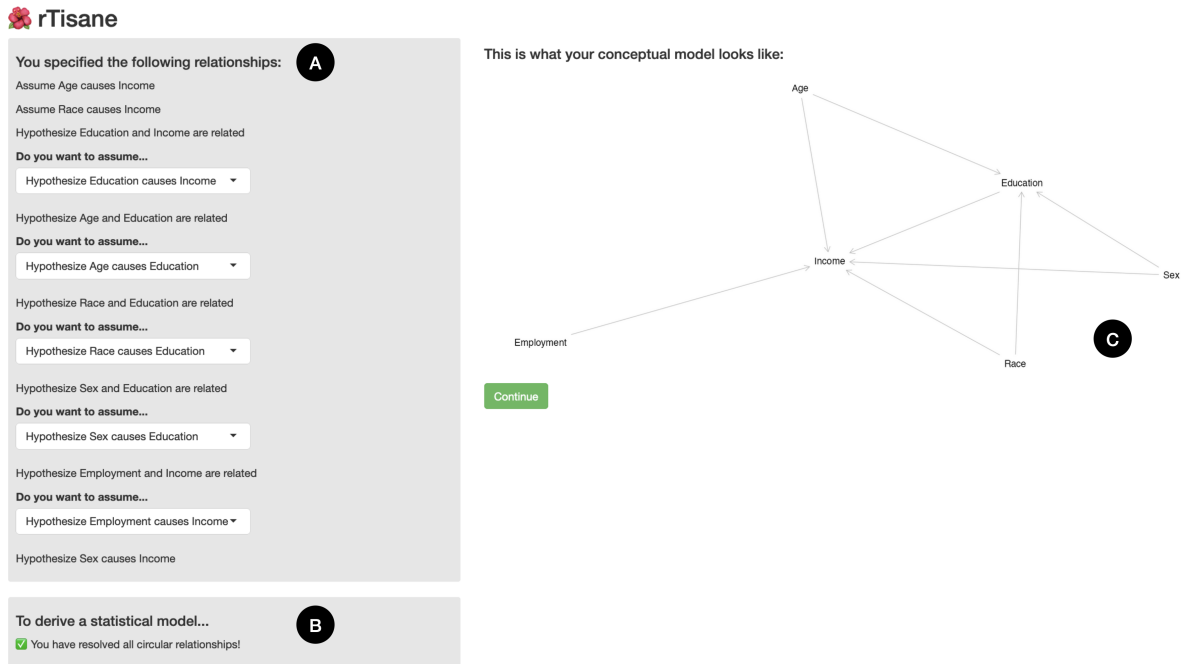 rTisane
You specified the following relationships:
A
Assume Age causes Income
Assume Race causes Income
Hypothesize Education and Income are related
Do you want to assume...
Hypothesize Education causes Income
Hypothesize Age and Education are related
Do you want to assume...
Hypothesize Age causes Education
Hypothesize Race and Education are related
Do you want to assume...
Hypothesize Race causes Education
Hypothesize Sex and Education are related
Do you want to assume...
Hypothesize Sex causes Education
Hypothesize Employment and Income are related
Do you want to assume...
Hypothesize Employment causes Income
Hypothesize Sex causes Income
To derive a statistical model...
B
You have resolved all circular relationships!
This is what your conceptual model looks like:
Age
Education
Income
Sex
Employment
Race
C
Continue